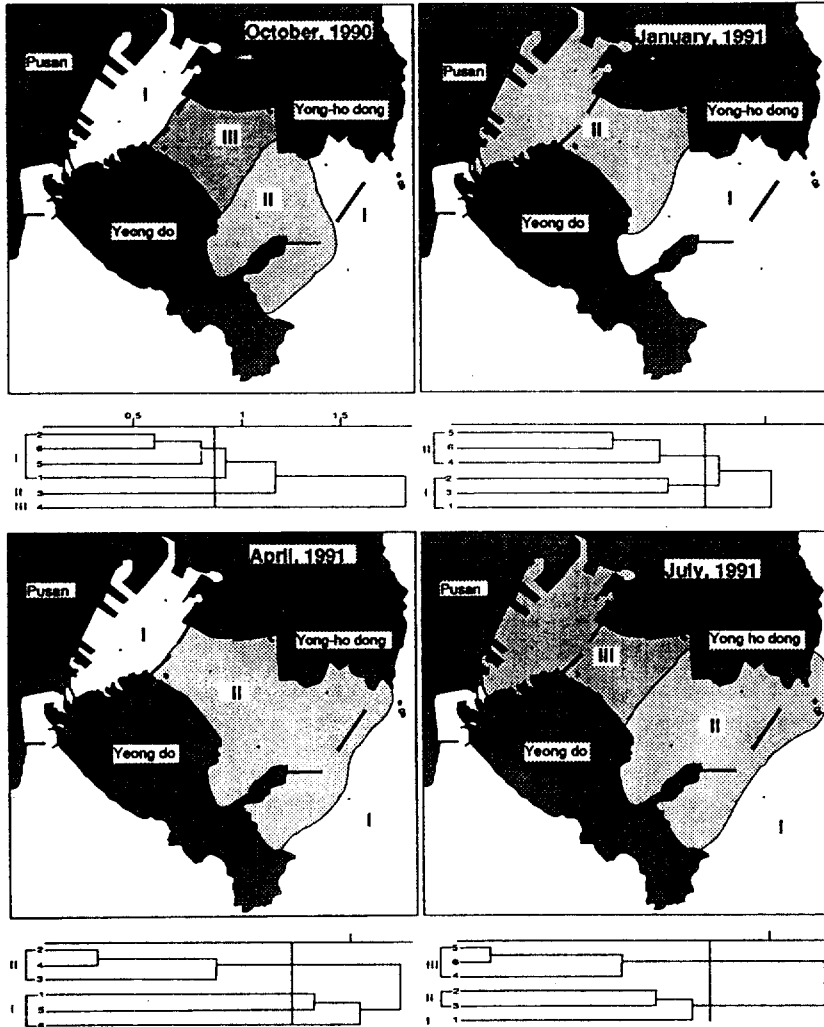 October, 1990
Pusan
I
III
Yong-ho dong
II
I
Yeong do
January, 1991
Pusan
II
Yong-ho dong
I
Yeong do
0.5 1 1.5
I
2
6
5
1
II 3
III 4
II
5
6
4
I
2
3
1
April, 1991
Pusan
I
Yong-ho dong
II
Yeong do
I
July, 1991
Pusan
III
Yong ho dong
II
Yeong do
I
II
2
4
3
I
1
5
6
III
5
6
4
II
2
3
I 1